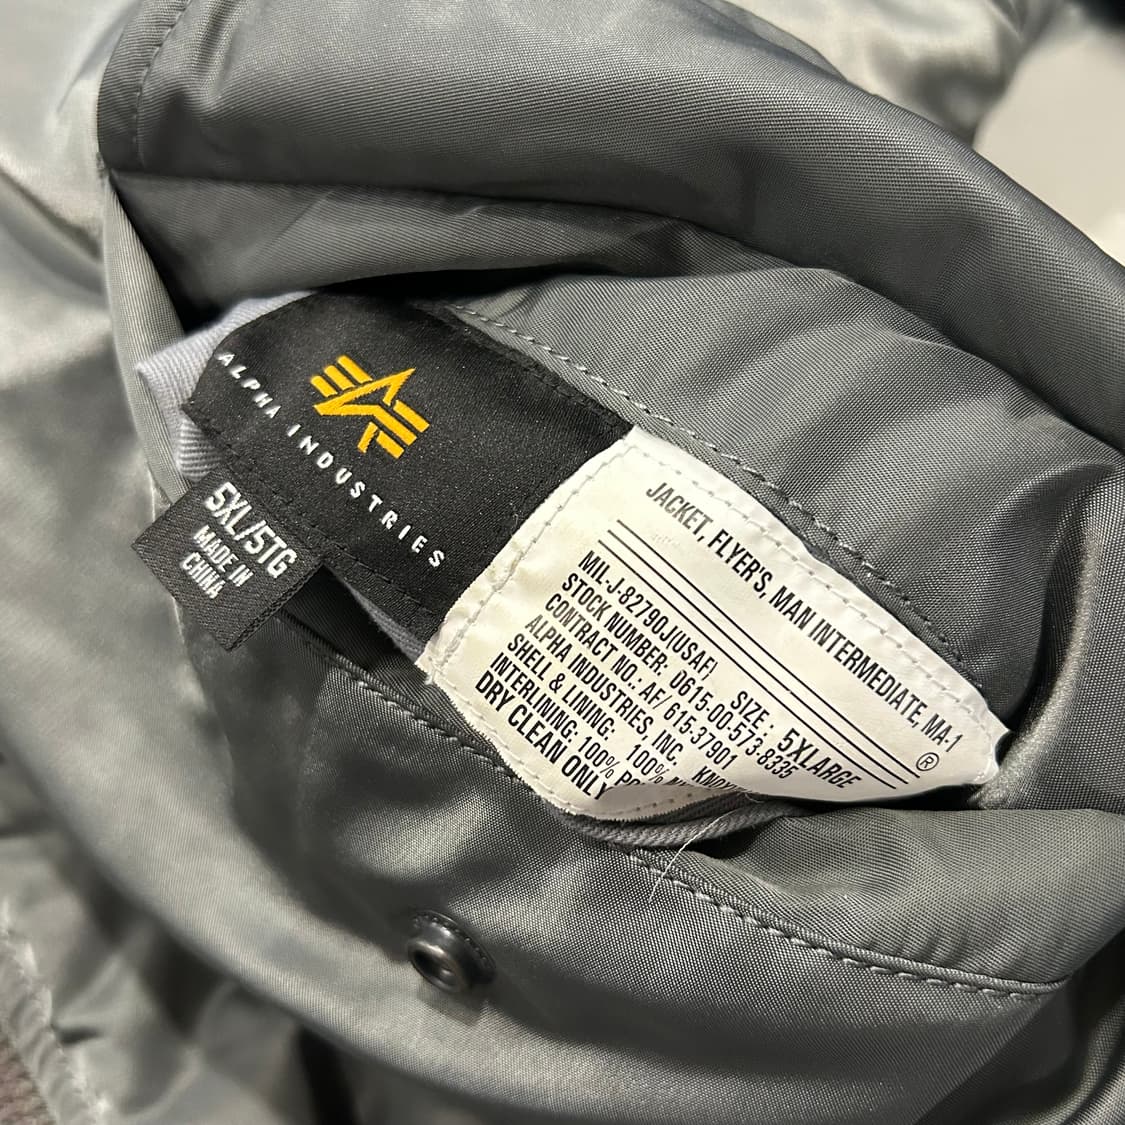 ALPHA INDUSTRIES
5XL/5TG
MADE IN
CHINA
JACKET, FLYER'S, MAN INTERMEDIATE, MA-1
®
MIL-J-82790J(USAF) SIZE: 5XLARGE
STOCK NUMBER: 0615-00-573-8335
CONTRACT NO.: AF/ 615-37901
ALPHA INDUSTRIES, INC.
SHELL & LINING: 100%
INTERLINING: 100%
DRY CLEAN ONLY